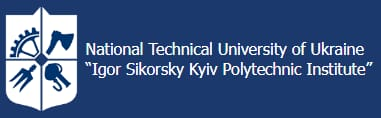 National Technical University of Ukraine
“Igor Sikorsky Kyiv Polytechnic Institute”